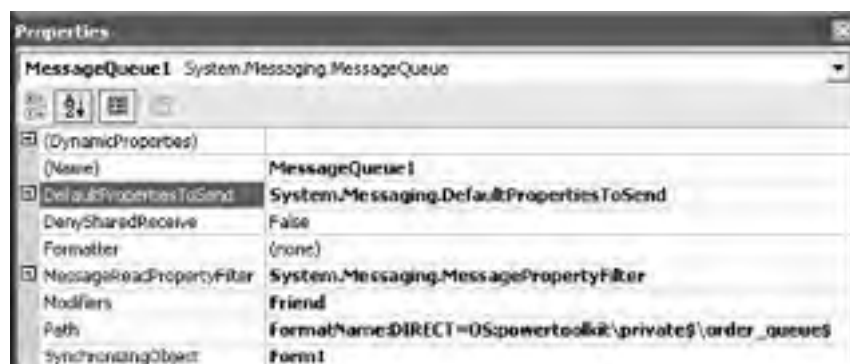 Properties
MessageQueue1 System.Messaging.MessageQueue
(DynamicProperties)
(Name) MessageQueue1
DefaultPropertiesToSend System.Messaging.DefaultPropertiesToSend
DenySharedReceive False
Formatter (none)
MessageReadPropertyFilter System.Messaging.MessagePropertyFilter
Modifiers Friend
Path FormatName:DIRECT=OS:powertoolkit\private$\order_queue$
SynchronizingObject Form1